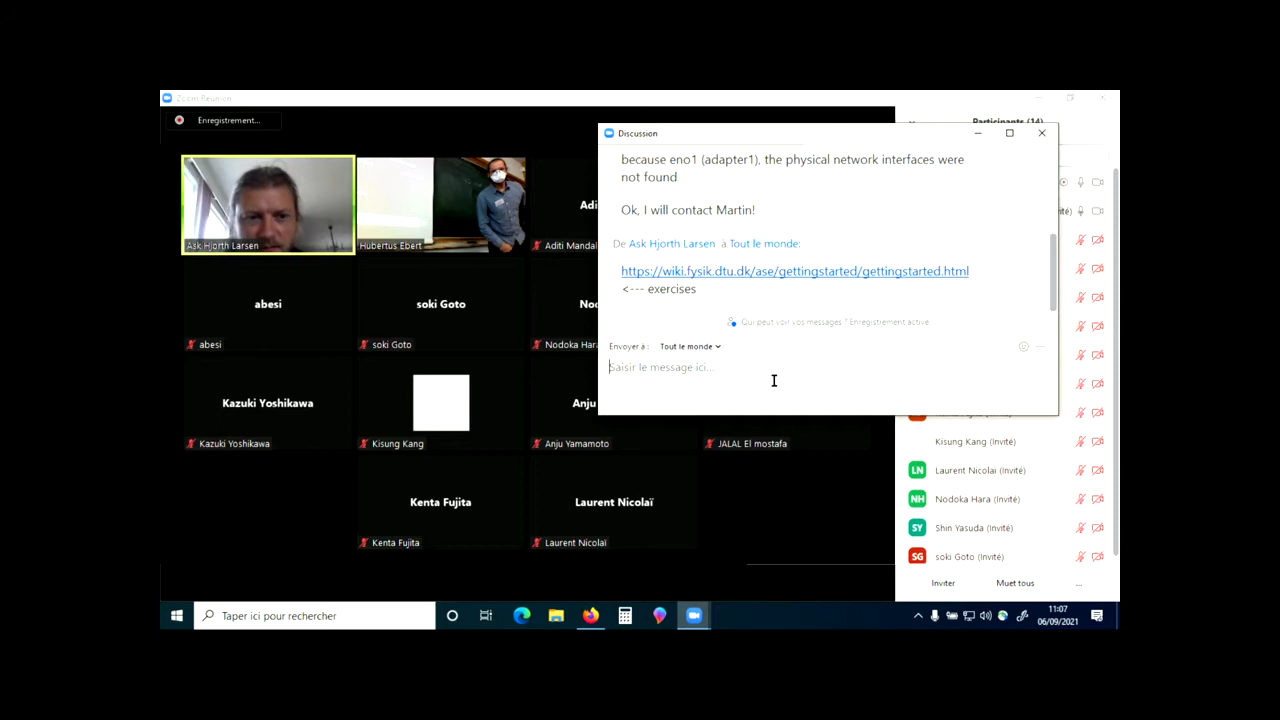 Zoom Réunion
Enregistrement...
Participants (14)
Discussion
because eno1 (adapter1), the physical network interfaces were
not found
Ok, I will contact Martin!
De Ask Hjorth Larsen à Tout le monde:
https://wiki.fysik.dtu.dk/ase/gettingstarted/gettingstarted.html
<--- exercises
Qui peut voir vos messages ? Enregistrement activé
Envoyer à : Tout le monde
Saisir le message ici...
Ask Hjorth Larsen
Hubertus Ebert
Adi
Aditi Mandal
abesi
soki Goto
Noc
abesi
soki Goto
Nodoka Hara
Kazuki Yoshikawa
Anju
Kazuki Yoshikawa
Kisung Kang
Anju Yamamoto
JALAL El mostafa
Kenta Fujita
Laurent Nicolaï
Kenta Fujita
Laurent Nicolaï
Kisung Kang (Invité)
LN Laurent Nicolaï (Invité)
NH Nodoka Hara (Invité)
SY Shin Yasuda (Invité)
SG soki Goto (Invité)
Inviter
Muet tous
...
Taper ici pour rechercher
11:07
06/09/2021